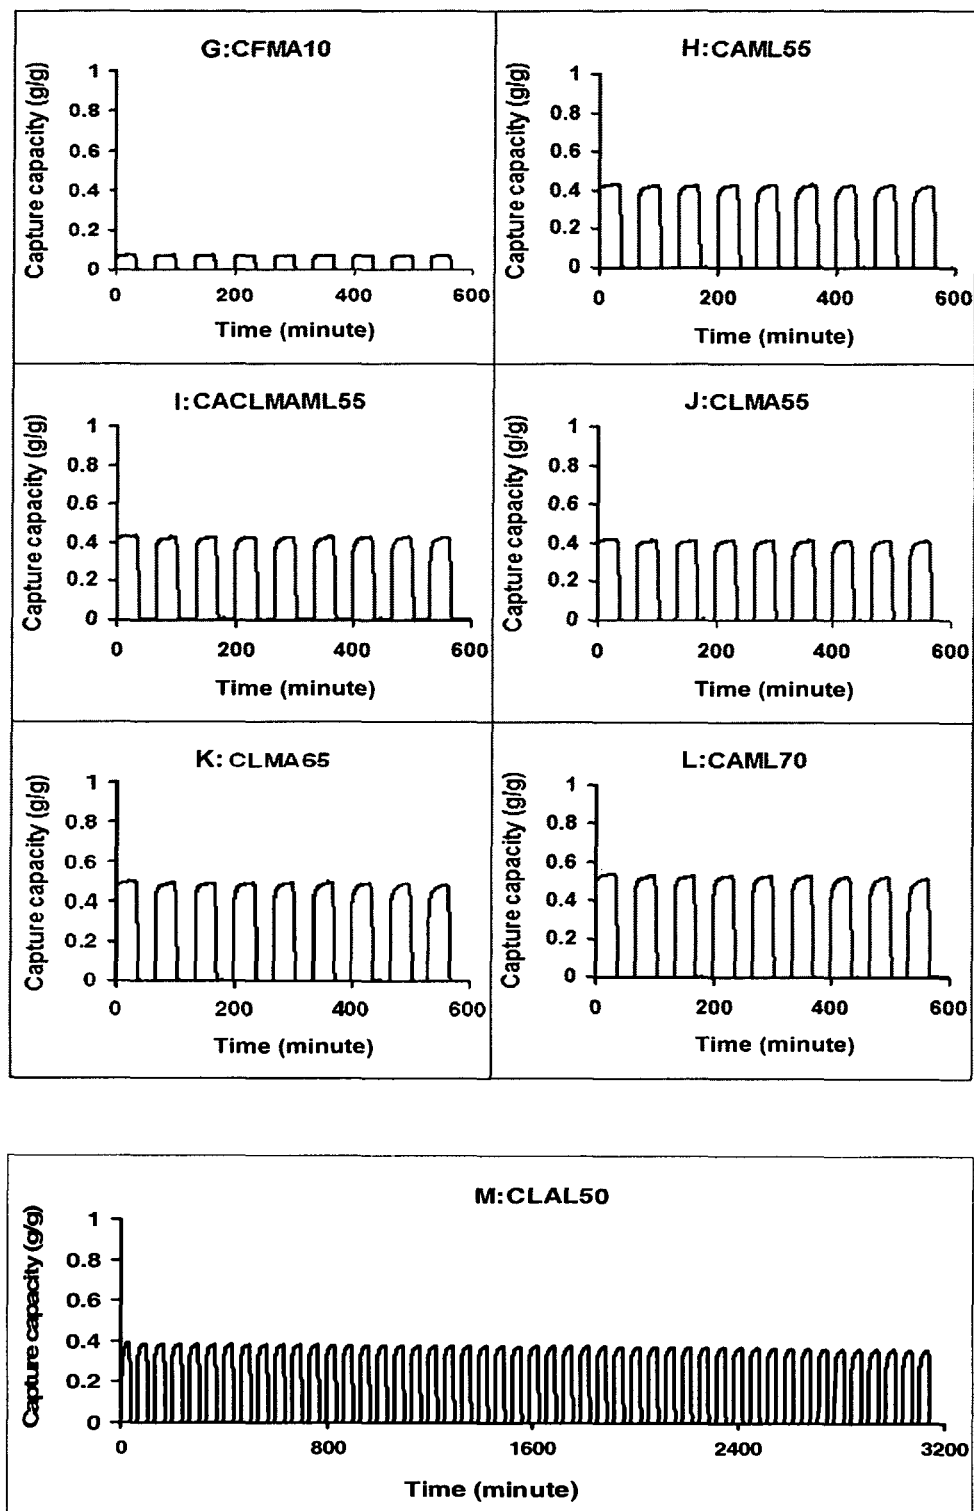 G:CFMA10
Capture capacity (g/g)
1
0.8
0.6
0.4
0.2
0
0 200 400 600
Time (minute)
H:CAML55
Capture capacity (g/g)
1
0.8
0.6
0.4
0.2
0
0 200 400 600
Time (minute)
I:CACLMAML55
Capture capacity (g/g)
1
0.8
0.6
0.4
0.2
0
0 200 400 600
Time (minute)
J:CLMA55
Capture capacity (g/g)
1
0.8
0.6
0.4
0.2
0
0 200 400 600
Time (minute)
K: CLMA65
Capture capacity (g/g)
1
0.8
0.6
0.4
0.2
0
0 200 400 600
Time (minute)
L:CAML70
Capture capacity (g/g)
1
0.8
0.6
0.4
0.2
0
0 200 400 600
Time (minute)
M:CLAL50
Capture capacity (g/g)
1
0.8
0.6
0.4
0.2
0
0 800 1600 2400 3200
Time (minute)